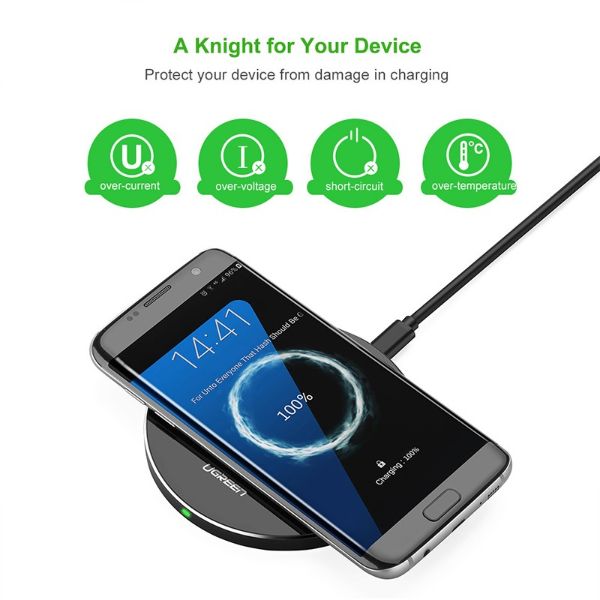 A Knight for Your Device
Protect your device from damage in charging
U
I
°C
over-current
over-voltage
short-circuit
over-temperature
96%
14:41
For Unto Everyone That Hath Should Be G
100%
Charging : 100%
UGREEN